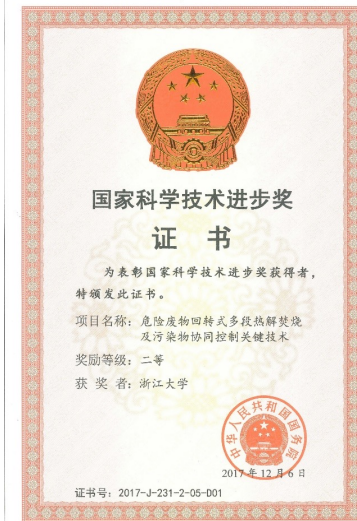 国家科学技术进步奖
证书
为表彰国家科学技术进步奖获得者，
特颁发此证书。
项目名称：危险废物回转式多段热解焚烧
及污染物协同控制关键技术
奖励等级：二等
获奖者：浙江大学
中华人民共和国国务院
2017年12月6日
证书号：2017-J-231-2-05-D01